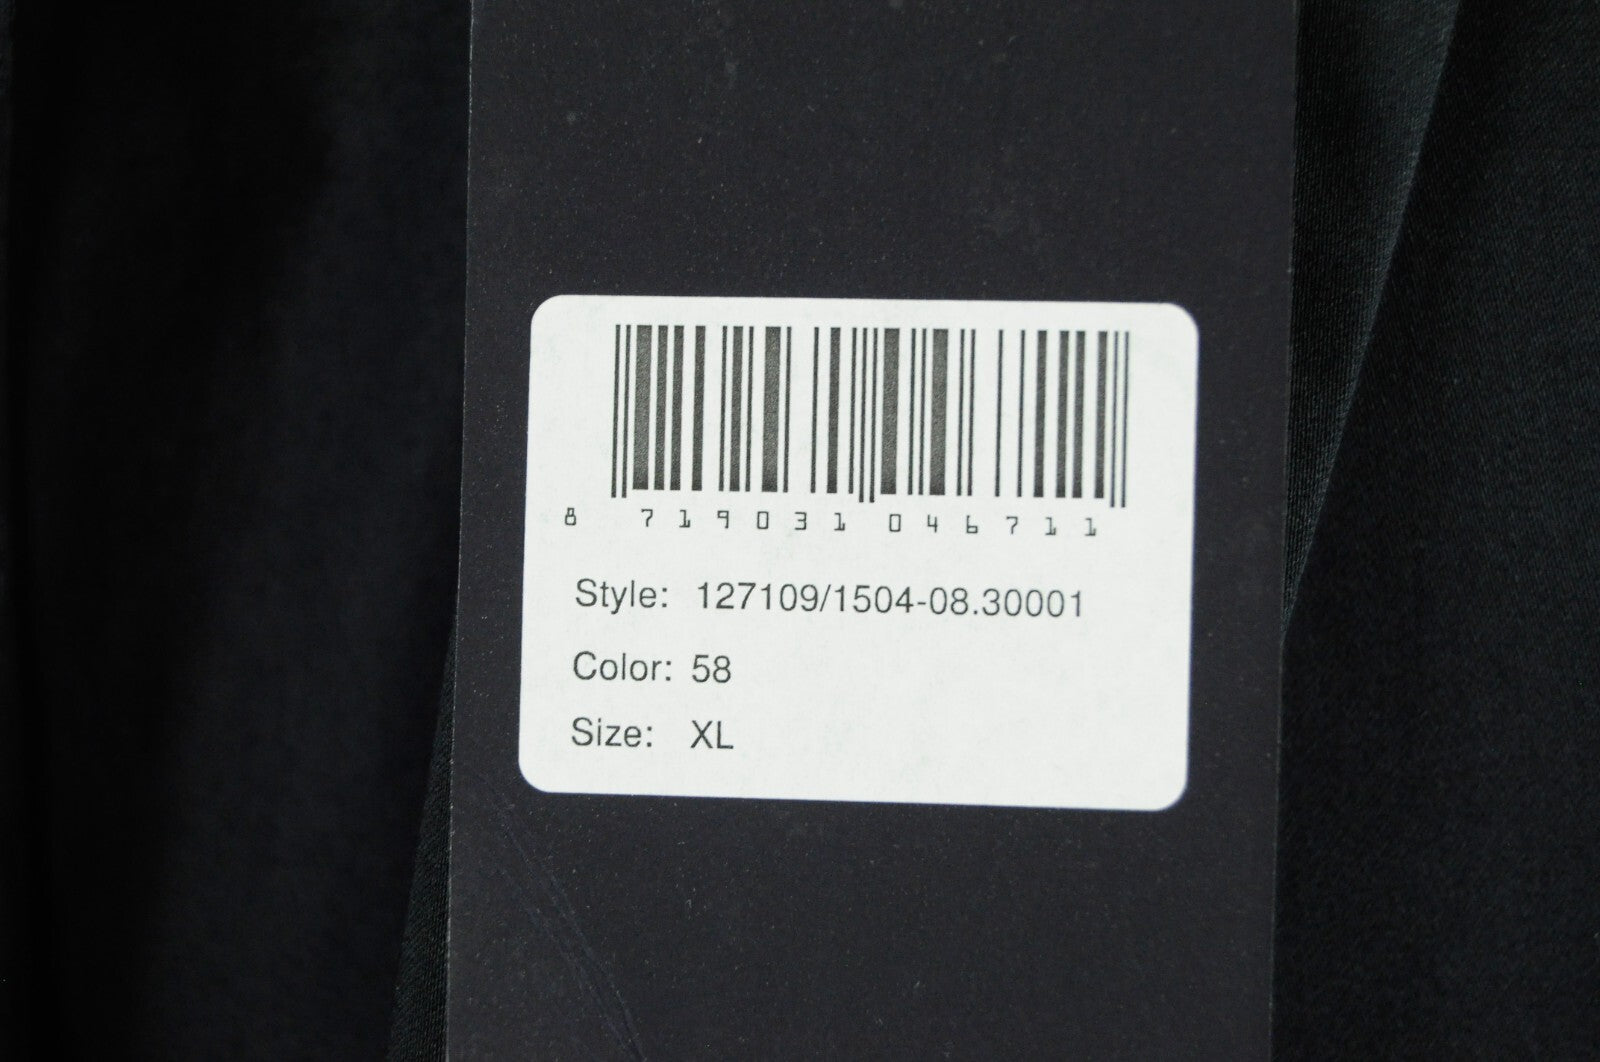 8 719031 046711
Style: 127109/1504-08.30001
Color: 58
Size: XL